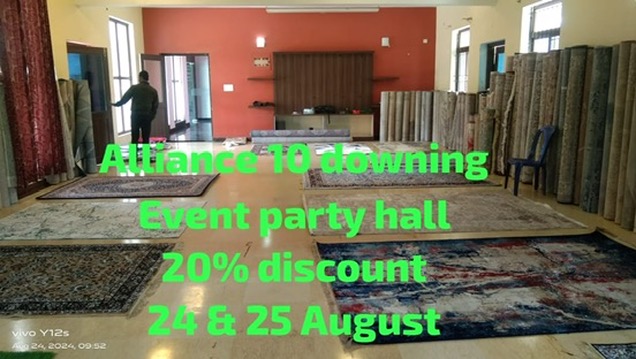 Alliance 10 downing
Event party hall
20% discount
24 & 25 August
vivo Y12s
Aug 24, 2024, 09:52